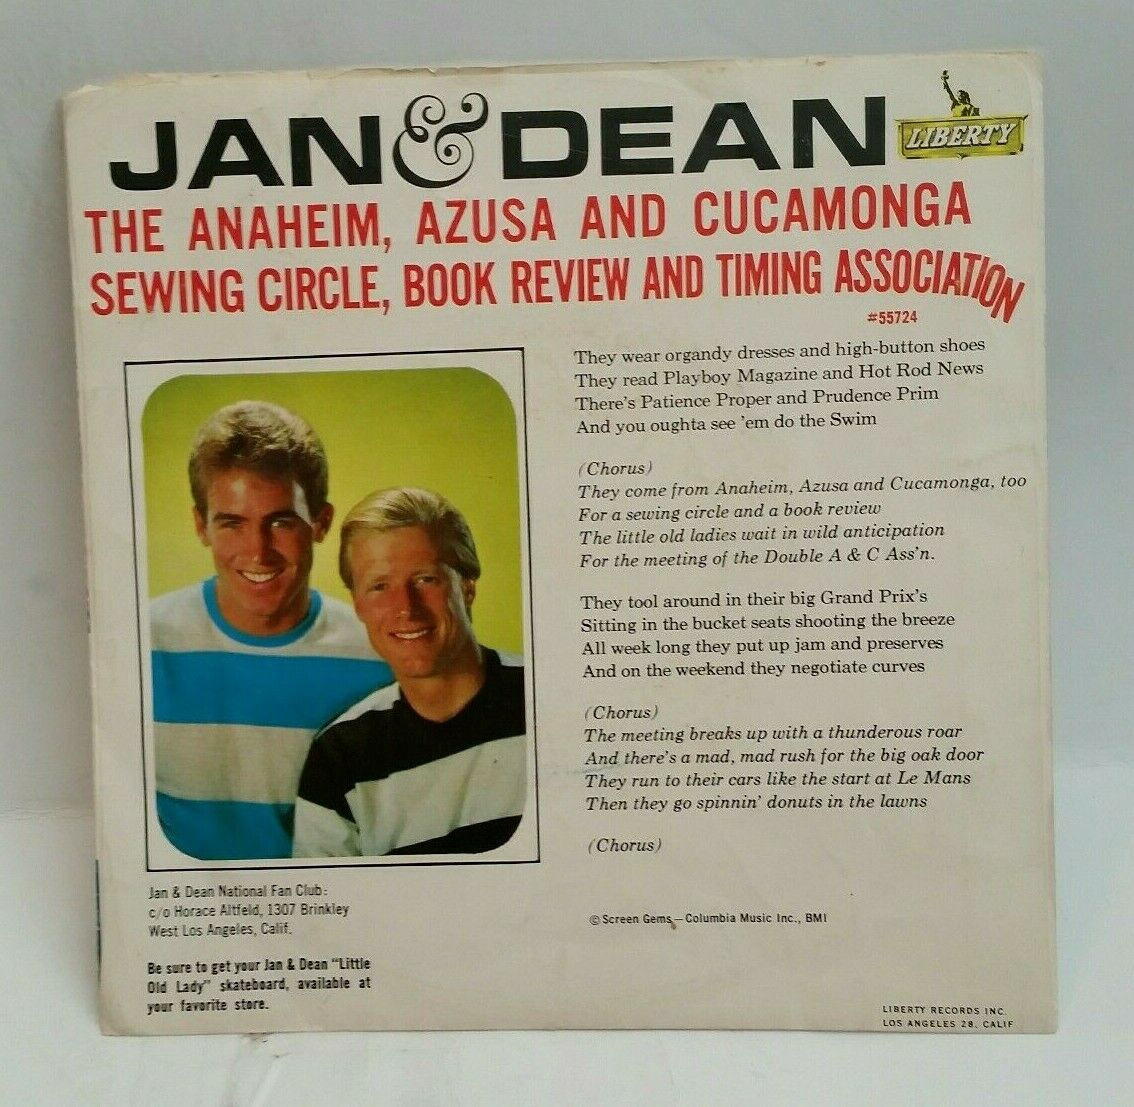 JAN & DEAN
LIBERTY
THE ANAHEIM, AZUSA AND CUCAMONGA
SEWING CIRCLE, BOOK REVIEW AND TIMING ASSOCIATION
#55724
They wear organdy dresses and high-button shoes
They read Playboy Magazine and Hot Rod News
There's Patience Proper and Prudence Prim
And you oughta see 'em do the Swim
(Chorus)
They come from Anaheim, Azusa and Cucamonga, too
For a sewing circle and a book review
The little old ladies wait in wild anticipation
For the meeting of the Double A & C Ass'n.
They tool around in their big Grand Prix's
Sitting in the bucket seats shooting the breeze
All week long they put up jam and preserves
And on the weekend they negotiate curves
(Chorus)
The meeting breaks up with a thunderous roar
And there's a mad, mad rush for the big oak door
They run to their cars like the start at Le Mans
Then they go spinnin' donuts in the lawns
(Chorus)
Jan & Dean National Fan Club:
c/o Horace Altfeld, 1307 Brinkley
West Los Angeles, Calif.
Be sure to get your Jan & Dean "Little
Old Lady" skateboard, available at
your favorite store.
© Screen Gems — Columbia Music Inc., BMI
LIBERTY RECORDS INC.
LOS ANGELES 28, CALIF